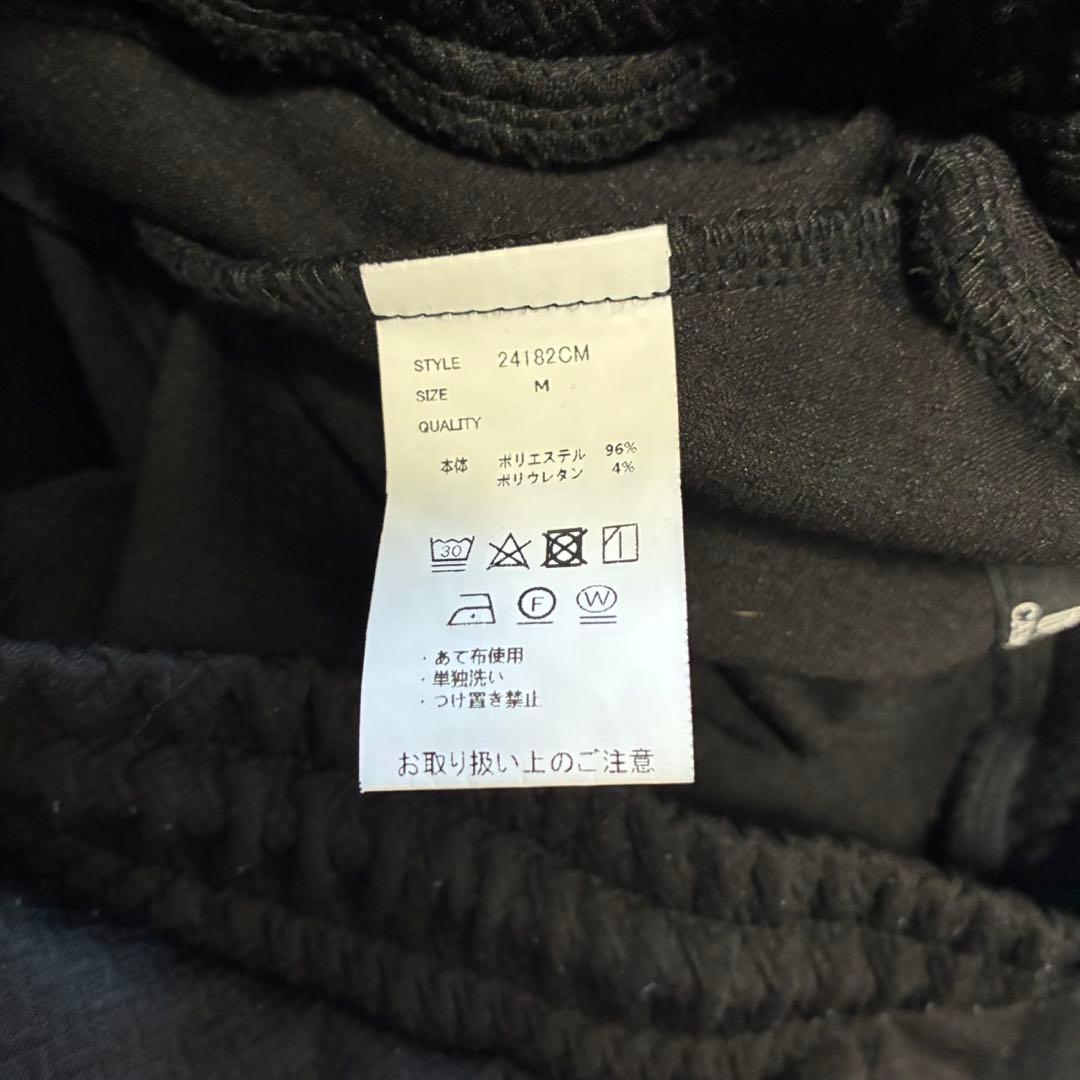 STYLE 24182CM
SIZE M
QUALITY
本体 ポリエステル 96%
ポリウレタン 4%
30
F W
・あて布使用
・単独洗い
・つけ置き禁止
お取り扱い上のご注意